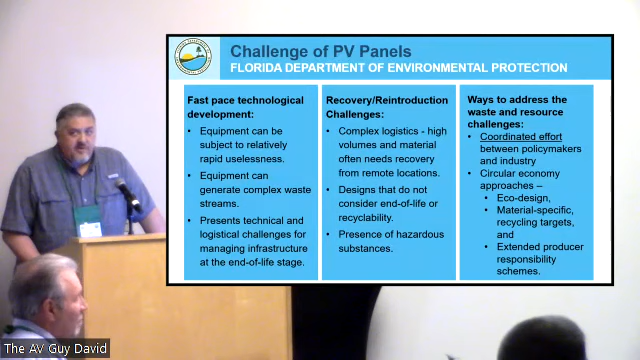 Challenge of PV Panels
FLORIDA DEPARTMENT OF ENVIRONMENTAL PROTECTION
Fast pace technological
development:
• Equipment can be
subject to relatively
rapid uselessness.
• Equipment can
generate complex waste
streams.
• Presents technical and
logistical challenges for
managing infrastructure
at the end-of-life stage.
Recovery/Reintroduction
Challenges:
• Complex logistics - high
volumes and material
often needs recovery
from remote locations.
• Designs that do not
consider end-of-life or
recyclability.
• Presence of hazardous
substances.
Ways to address the
waste and resource
challenges:
• Coordinated effort
between policymakers
and industry
• Circular economy
approaches –
• Eco-design,
• Material-specific,
recycling targets,
and
• Extended producer
responsibility
schemes.
The AV Guy David